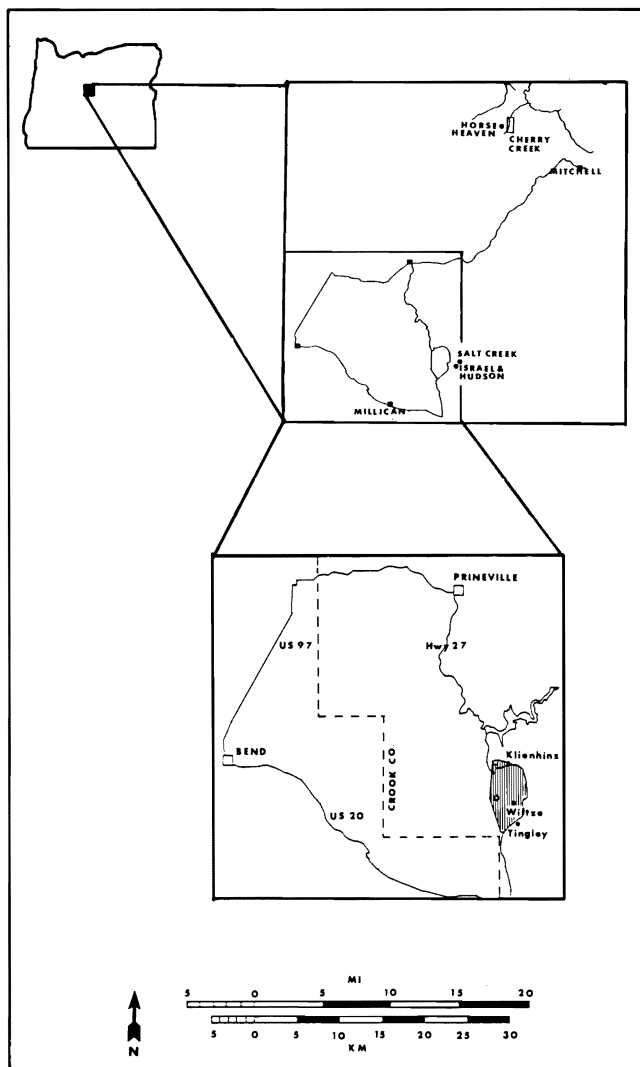 HORSE
HEAVEN
CHERRY
CREEK
MITCHELL
SALT CREEK
ISRAEL &
HUDSON
MILLICAN
PRINEVILLE
US 97
Hwy 27
BEND
CROOK CO.
Klienhinz
US 20
Wiltze
Tingley
MI
5 0 5 10 15 20
N
5 0 5 10 15 20 25 30
KM